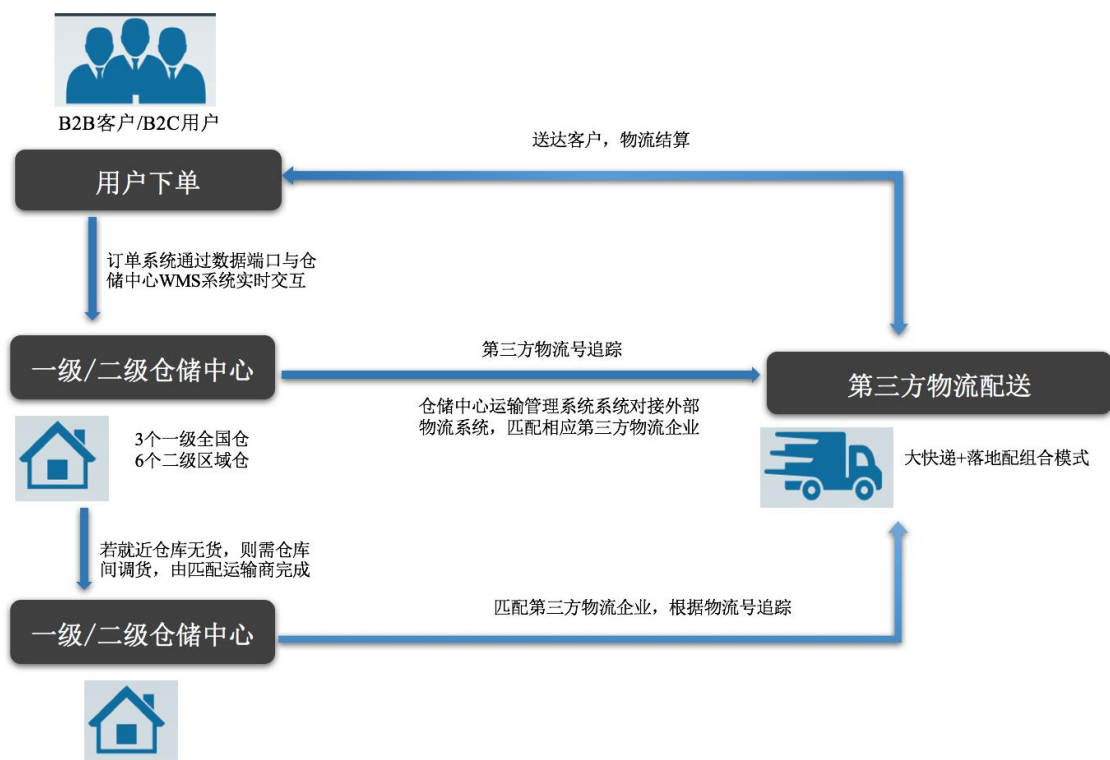 B2B客户/B2C用户
送达客户，物流结算
用户下单
订单系统通过数据端口与仓
储中心WMS系统实时交互
第三方物流号追踪
一级/二级仓储中心
第三方物流配送
仓储中心运输管理系统系统对接外部
物流系统，匹配相应第三方物流企业
3个一级全国仓
6个二级区域仓
大快递+落地配组合模式
若就近仓库无货，则需仓库
间调货，由匹配运输商完成
匹配第三方物流企业，根据物流号追踪
一级/二级仓储中心